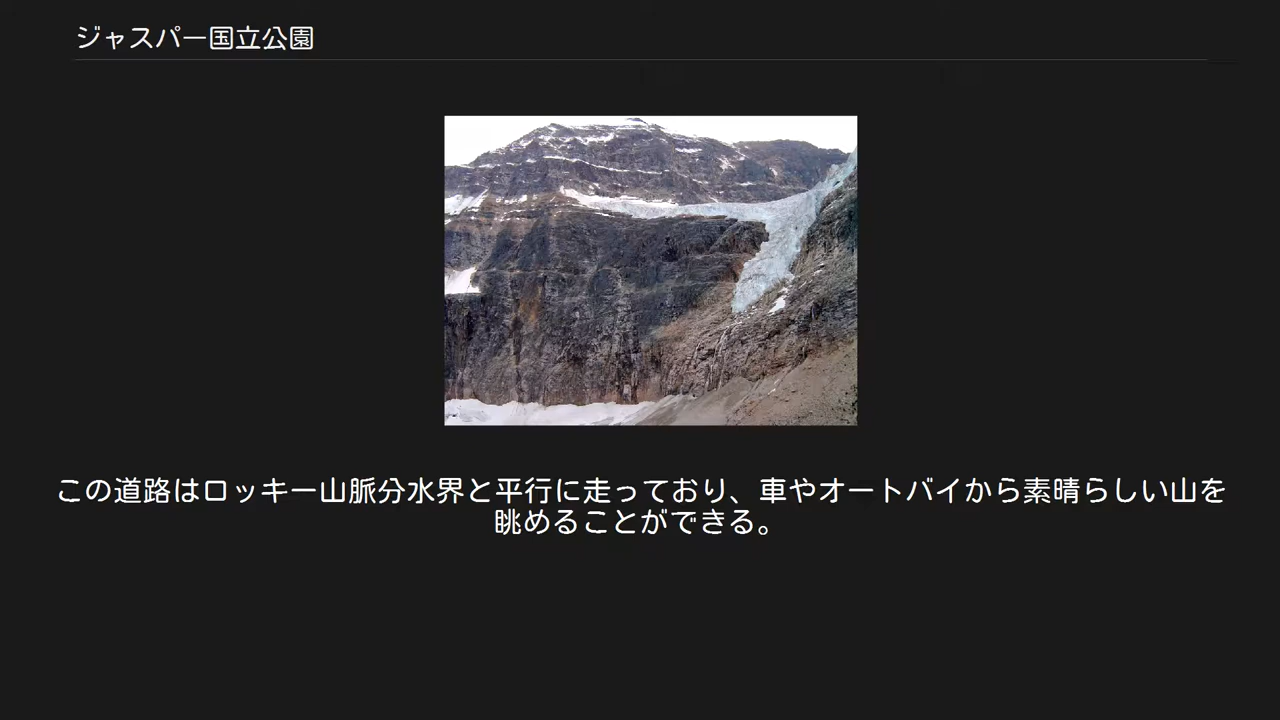 ジャスパー国立公園
この道路はロッキー山脈分水界と平行に走っており、車やオートバイから素晴らしい山を
眺めることができる。